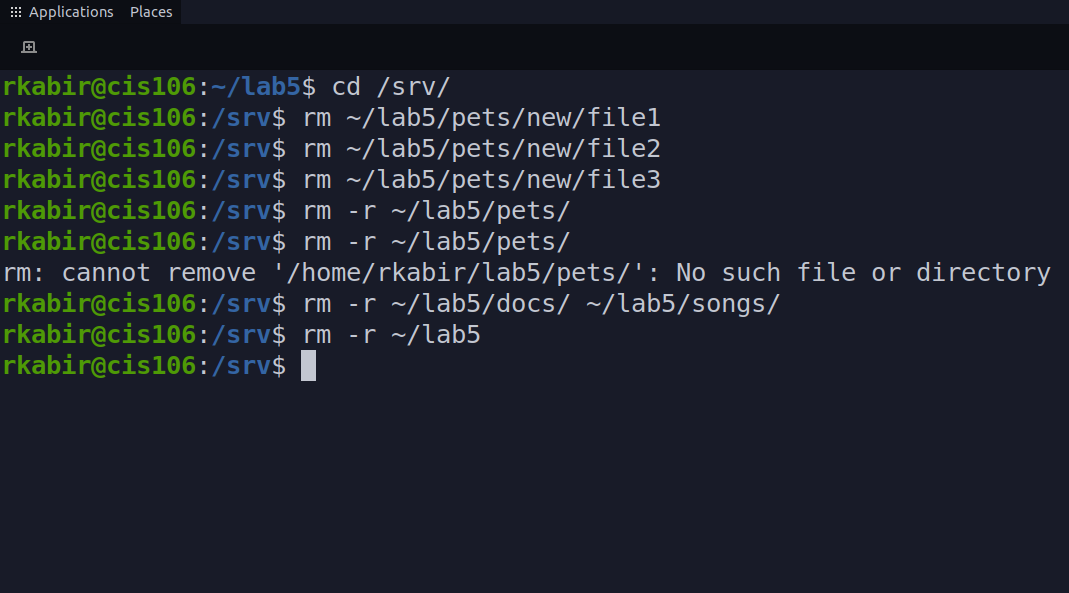 Applications Places
rkabir@cis106:~/lab5$ cd /srv/
rkabir@cis106:/srv$ rm ~/lab5/pets/new/file1
rkabir@cis106:/srv$ rm ~/lab5/pets/new/file2
rkabir@cis106:/srv$ rm ~/lab5/pets/new/file3
rkabir@cis106:/srv$ rm -r ~/lab5/pets/
rkabir@cis106:/srv$ rm -r ~/lab5/pets/
rm: cannot remove '/home/rkabir/lab5/pets/': No such file or directory
rkabir@cis106:/srv$ rm -r ~/lab5/docs/ ~/lab5/songs/
rkabir@cis106:/srv$ rm -r ~/lab5
rkabir@cis106:/srv$